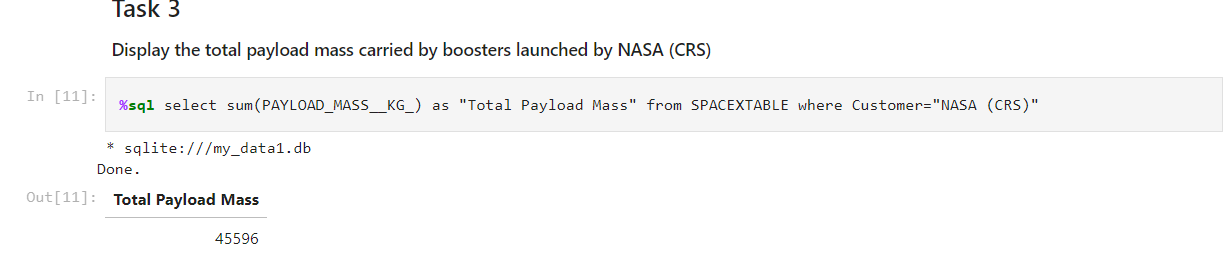 Task 3
Display the total payload mass carried by boosters launched by NASA (CRS)
In [11]: %sql select sum(PAYLOAD_MASS__KG_) as "Total Payload Mass" from SPACEXTABLE where Customer="NASA (CRS)"
* sqlite:///my_data1.db
Done.
Out[11]: Total Payload Mass
45596